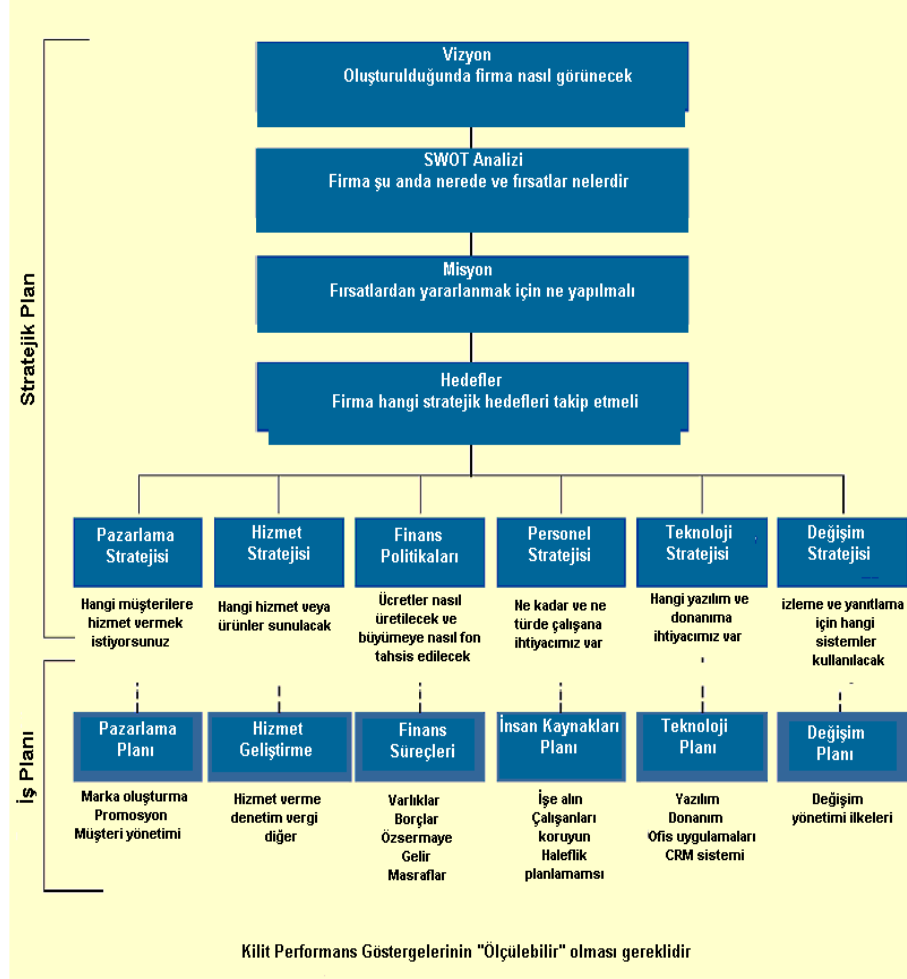 Stratejik Plan
Vizyon
Oluşturulduğunda firma nasıl görünecek
SWOT Analizi
Firma şu anda nerede ve fırsatlar nelerdir
Misyon
Fırsatlardan yararlanmak için ne yapılmalı
Hedefler
Firma hangi stratejik hedefleri takip etmeli
Pazarlama
Stratejisi
Hangi müşterilere
hizmet vermek
istiyorsunuz
Hizmet
Stratejisi
Hangi hizmet veya
ürünler sunulacak
Finans
Politikaları
Ücretler nasıl
üretilecek ve
büyümeye nasıl fon
tahsis edilecek
Personel
Stratejisi
Ne kadar ve ne
türde çalışana
ihtiyacımız var
Teknoloji
Stratejisi
Hangi yazılım ve
donanıma
ihtiyacımız var
Değişim
Stratejisi
izleme ve yanıtlama
için hangi
sistemler
kullanılacak
İş Planı
Pazarlama
Planı
Marka oluşturma
Promosyon
Müşteri yönetimi
Hizmet
Geliştirme
Hizmet verme
denetim vergi
diğer
Finans
Süreçleri
Varlıklar
Borçlar
Özsermaye
Gelir
Masraflar
İnsan Kaynakları
Planı
İşe alın
Çalışanları
koruyun
Haleflik
planlamamsı
Teknoloji
Planı
Yazılım
Donanım
Ofis uygulamaları
CRM sistemi
Değişim
Planı
Değişim
yönetimi ilkeleri
Kilit Performans Göstergelerinin "Ölçülebilir" olması gereklidir